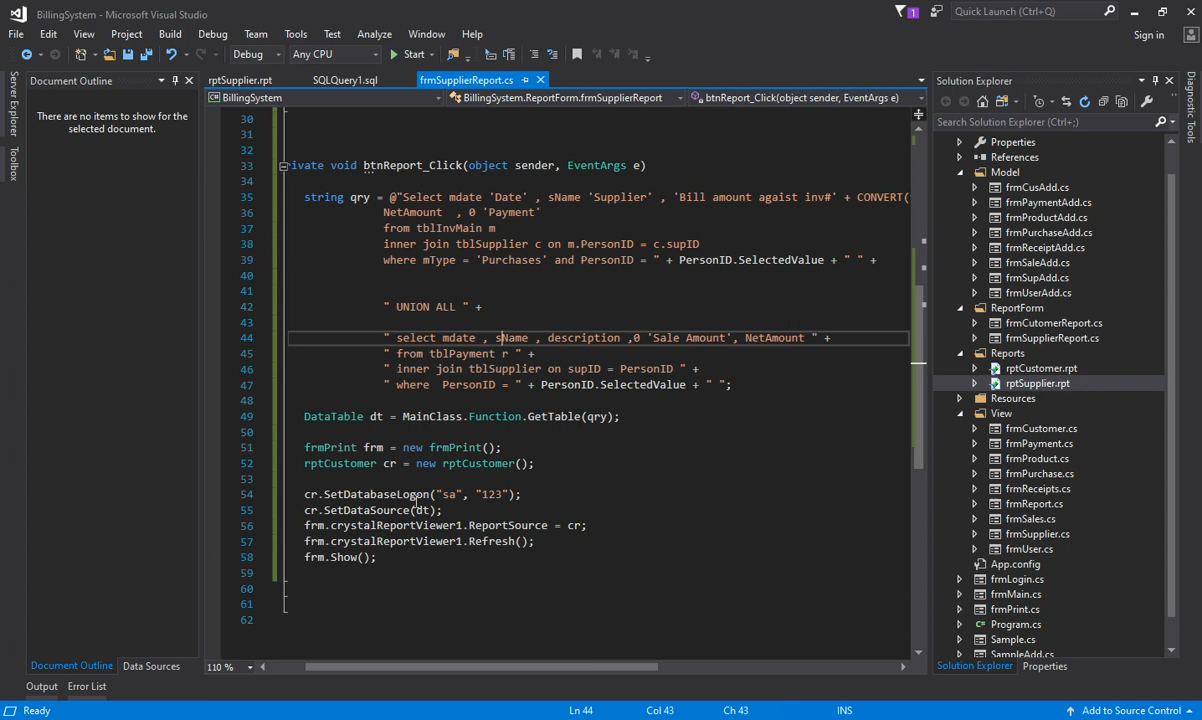 BillingSystem - Microsoft Visual Studio
1
Quick Launch (Ctrl+Q)
File Edit View Project Build Debug Team Tools Test Analyze Window Help
Sign in
Debug Any CPU Start
Server Explorer
Toolbox
Document Outline
There are no items to show for the
selected document.
rptSupplier.rpt SQLQuery1.sql frmSupplierReport.cs
BillingSystem BillingSystem.ReportForm.frmSupplierReport btnReport_Click(object sender, EventArgs e)
30
31
32
33 rivate void btnReport_Click(object sender, EventArgs e)
34
35 string qry = @"Select mdate 'Date' , sName 'Supplier' , 'Bill amount agaist inv#' + CONVERT(
36 NetAmount , 0 'Payment'
37 from tblInvMain m
38 inner join tblSupplier c on m.PersonID = c.supID
39 where mType = 'Purchases' and PersonID = " + PersonID.SelectedValue + " " +
40
41
42 " UNION ALL " +
43
44 " select mdate , sName , description ,0 'Sale Amount', NetAmount " +
45 " from tblPayment r " +
46 " inner join tblSupplier on supID = PersonID " +
47 " where  PersonID = " + PersonID.SelectedValue + " ";
48
49 DataTable dt = MainClass.Function.GetTable(qry);
50
51 frmPrint frm = new frmPrint();
52 rptCustomer cr = new rptCustomer();
53
54 cr.SetDatabaseLogon("sa", "123");
55 cr.SetDataSource(dt);
56 frm.crystalReportViewer1.ReportSource = cr;
57 frm.crystalReportViewer1.Refresh();
58 frm.Show();
59
60
61
62
110 %
Document Outline Data Sources
Output Error List
Solution Explorer
Search Solution Explorer (Ctrl+;)
Properties
References
Model
frmCusAdd.cs
frmPaymentAdd.cs
frmProductAdd.cs
frmPurchaseAdd.cs
frmReceiptAdd.cs
frmSaleAdd.cs
frmSupAdd.cs
frmUserAdd.cs
ReportForm
frmCutomerReport.cs
frmSupplierReport.cs
Reports
rptCustomer.rpt
rptSupplier.rpt
Resources
View
frmCustomer.cs
frmPayment.cs
frmProduct.cs
frmPurchase.cs
frmReceipts.cs
frmSales.cs
frmSupplier.cs
frmUser.cs
App.config
frmLogin.cs
frmMain.cs
frmPrint.cs
Program.cs
Sample.cs
SampleAdd.cs
Solution Explorer Properties
Diagnostic Tools
Ready Ln 44 Col 43 Ch 43 INS Add to Source Control